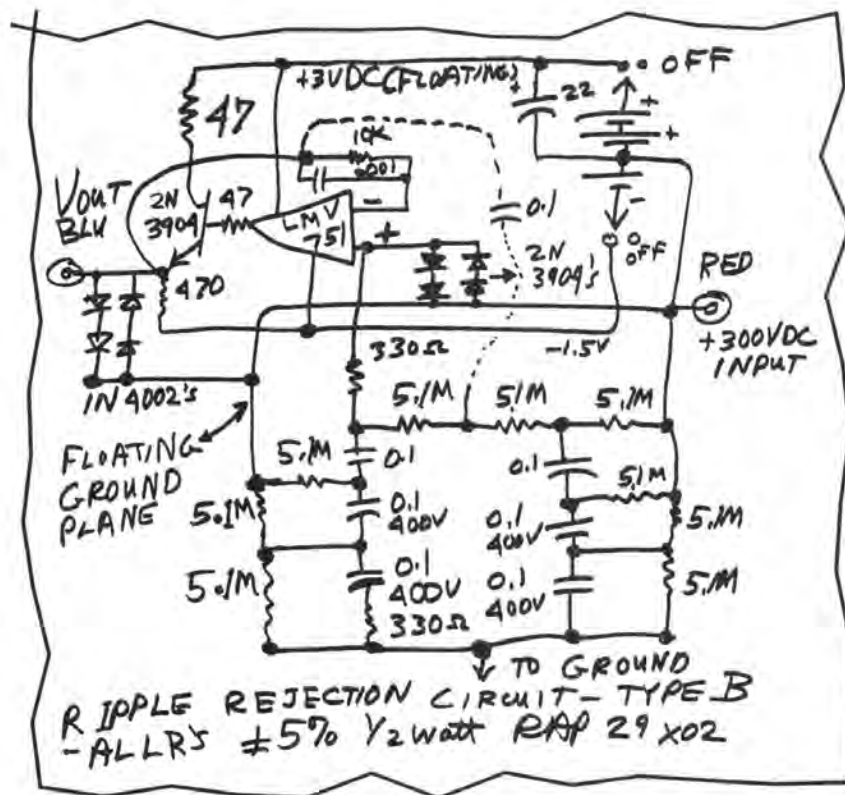 OFF
+3VDC (FLOATING)
+
22
+
+
47
10K
.001
0.1
VOUT
BLU
2N
3904
47
LMV
751
-
+
-
OFF
2N
3904's
RED
470
330Ω
-1.5V
+300VDC
INPUT
1N 4002's
5.1M
5.1M
5.1M
FLOATING
GROUND
PLANE
5.1M
0.1
0.1
5.1M
5.1M
0.1
400V
0.1
400V
5.1M
5.1M
0.1
400V
330Ω
0.1
400V
5.1M
TO GROUND
RIPPLE REJECTION CIRCUIT - TYPE B
- ALL R'S ±5% 1/2 watt RAP 29 X02